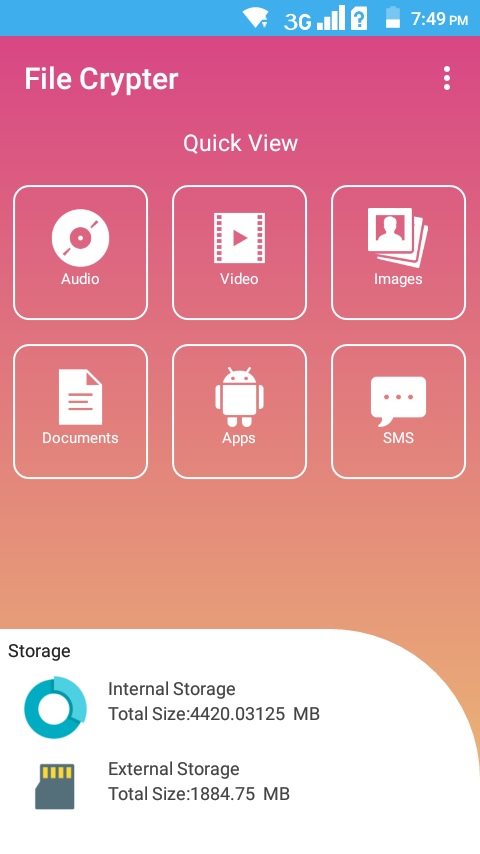 3G 7:49 PM
File Crypter
Quick View
Audio Video Images
Documents Apps SMS
Storage
Internal Storage
Total Size:4420.03125 MB
External Storage
Total Size:1884.75 MB